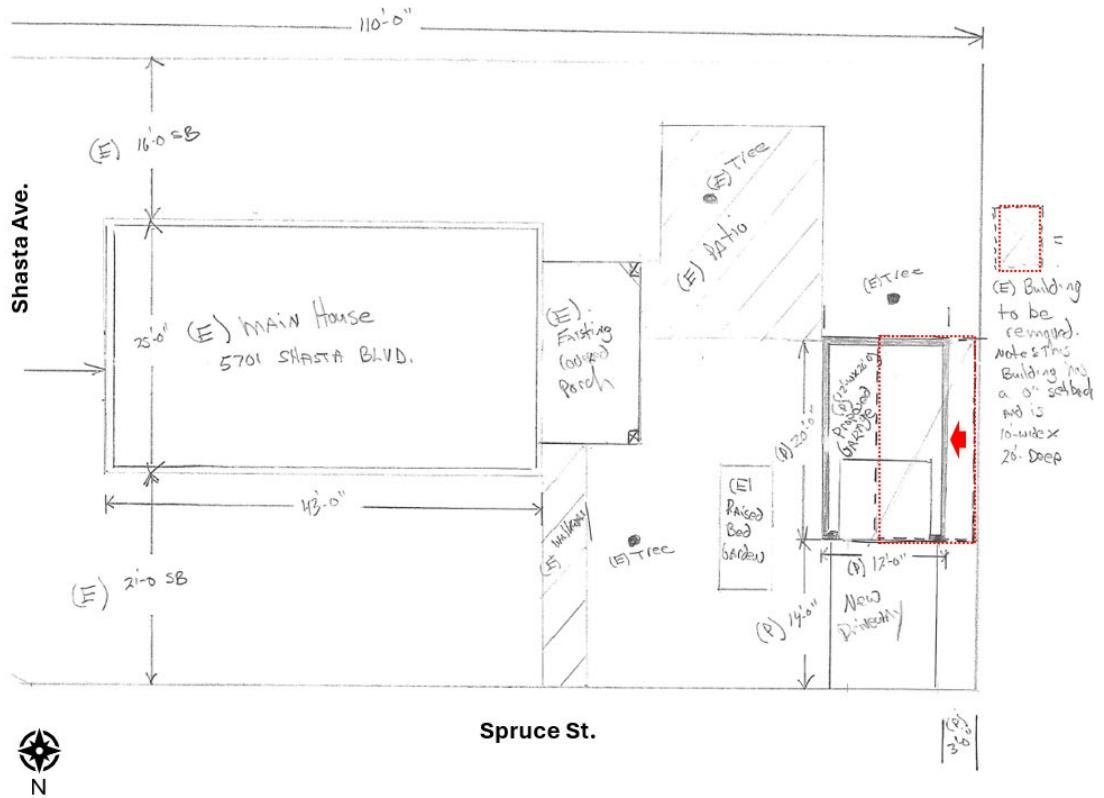 110'-0"
(E) 16'-0 SB
Shasta Ave.
25'-0"
(E) MAIN House
5701 SHASTA BLVD.
(E)
Existing
Covered
Porch
(E) Tree
(E) PATIO
(E) Tree
=
(E) Building
to be
removed.
Note: This
Building has
a 0" setback
and is
10'-wide x
20'-Deep
(P) 20'-0"
(P) 12'-W x 20'-D
Proposed
GARAGE
43'-0"
(E) 21'-0 SB
(E) Walkway
(E) Tree
(E)
Raised
Bed
Garden
(P) 12'-0"
(P) 14'-0"
New
Driveway
Spruce St.
(P)
3'-0"
N